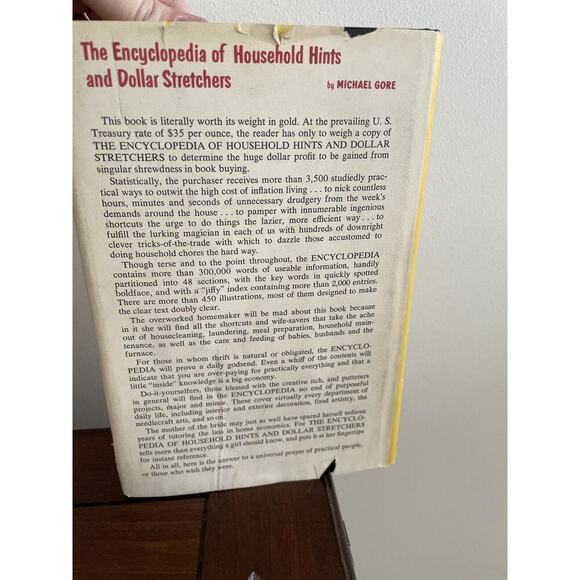 The Encyclopedia of Household Hints
and Dollar Stretchers
by MICHAEL GORE
This book is literally worth its weight in gold. At the prevailing U. S.
Treasury rate of $35 per ounce, the reader has only to weigh a copy of
THE ENCYCLOPEDIA OF HOUSEHOLD HINTS AND DOLLAR
STRETCHERS to determine the huge dollar profit to be gained from
singular shrewdness in book buying.
Statistically, the purchaser receives more than 3,500 studiedly prac-
tical ways to outwit the high cost of inflation living . . . to nick countless
hours, minutes and seconds of unnecessary drudgery from the week's
demands around the house . . . to pamper with innumerable ingenious
shortcuts the urge to do things the lazier, more efficient way . . . to
fulfill the lurking magician in each of us with hundreds of downright
clever tricks-of-the-trade with which to dazzle those accustomed to
doing household chores the hard way.
Though terse and to the point throughout, the ENCYCLOPEDIA
contains more than 300,000 words of useable information, handily
partitioned into 48 sections, with the key words in quickly spotted
boldface, and with a "jiffy" index containing more than 2,000 entries.
There are more than 450 illustrations, most of them designed to make
the clear text doubly clear.
The overworked homemaker will be mad about this book because
in it she will find all the shortcuts and wife-savers that take the ache
out of housecleaning, laundering, meal preparation, household main-
tenance, as well as the care and feeding of babies, husbands and the
furnace.
For those in whom thrift is natural or obligated, the ENCYCLO-
PEDIA will prove a daily godsend. Even a whiff of the contents will
indicate that you are over-paying for practically everything and that a
little "inside" knowledge is a big economy.
Do-it-yourselfers, those blessed with the creative itch, and putterers
in general will find in the ENCYCLOPEDIA no end of purposeful
projects, major and minor. These cover virtually every department of
daily life, including interior and exterior decoration, food artistry, the
needlecraft arts, and so on.
The mother of the bride may just as well have spared herself tedious
years of tutoring the lass in home economics. For THE ENCYCLO-
PEDIA OF HOUSEHOLD HINTS AND DOLLAR STRETCHERS
tells more than everything a girl should know, and puts it at her fingertips
for instant reference.
All in all, here is the answer to a universal prayer of practical people,
or those who wish they were.